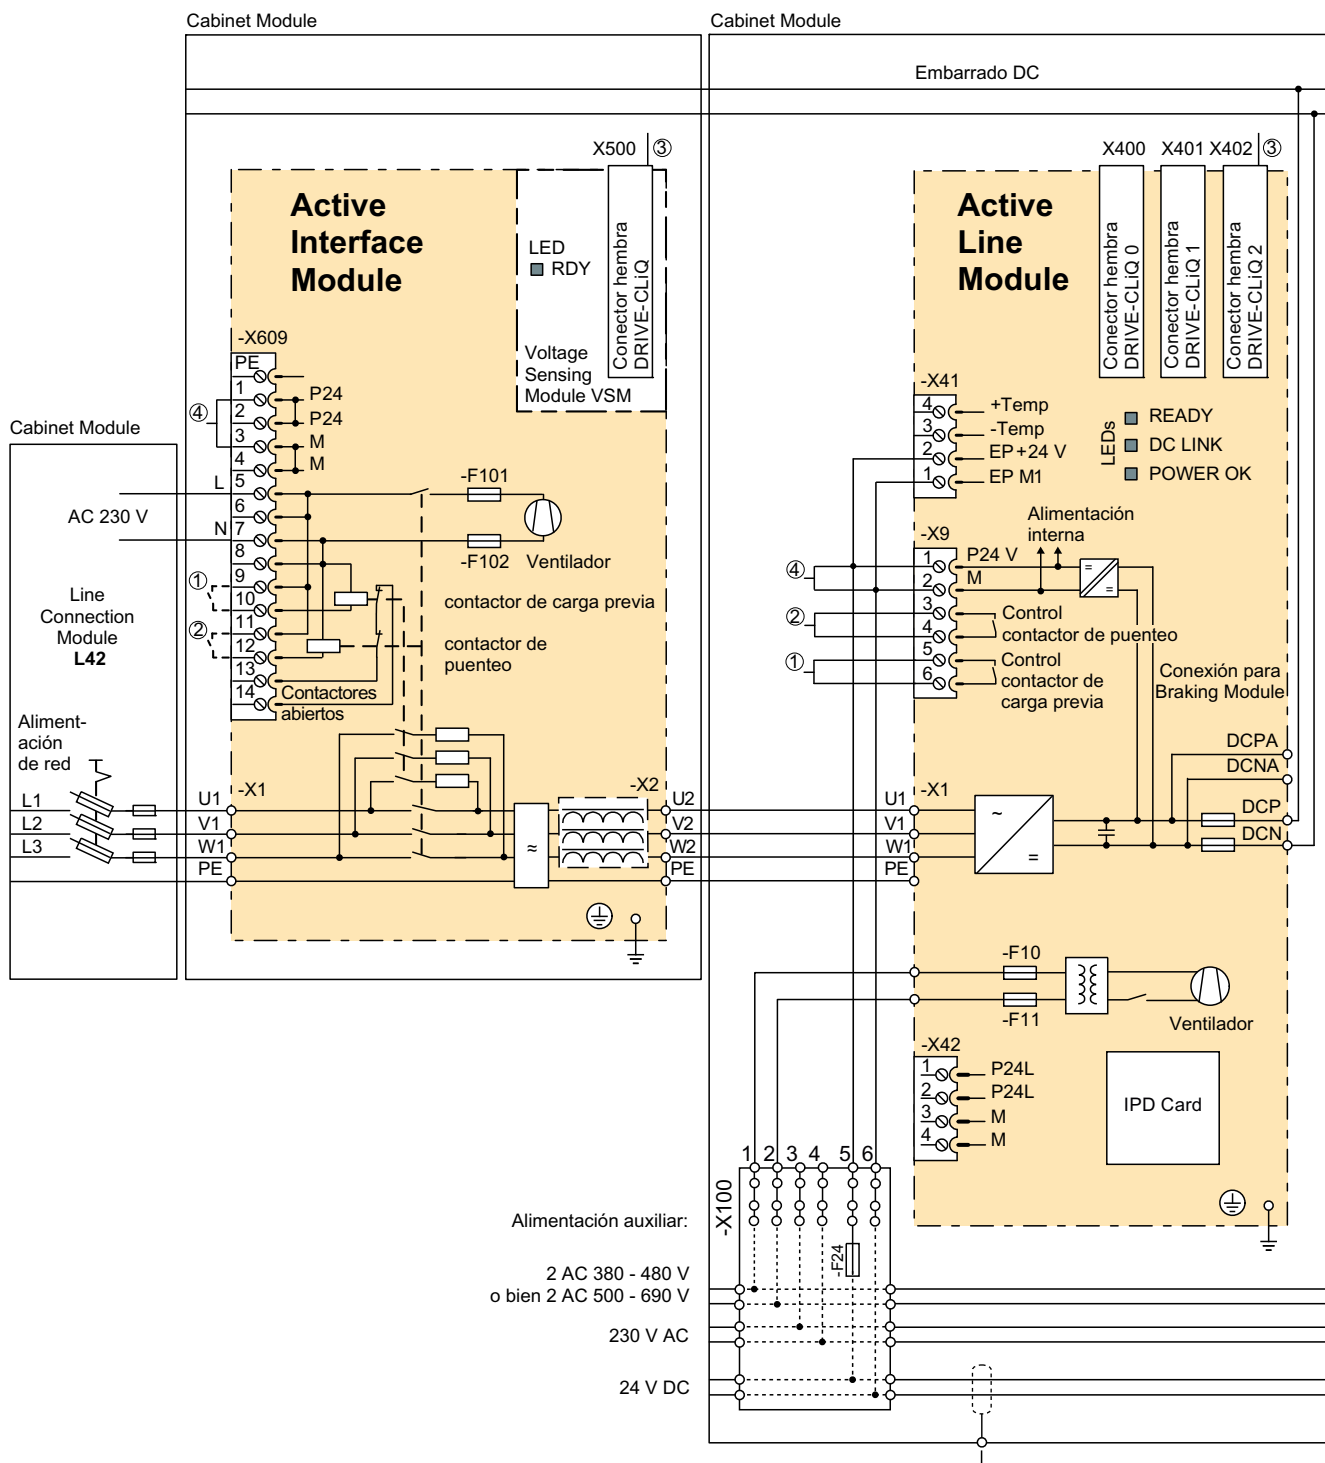 Cabinet Module
Cabinet Module
Embarrado DC
X500
③
X400
X401
X402
③
Active
Interface
Module
LED
RDY
Conector hembra
DRIVE-CLiQ
Voltage
Sensing
Module VSM
Active
Line
Module
Conector hembra
DRIVE-CLiQ 0
Conector hembra
DRIVE-CLiQ 1
Conector hembra
DRIVE-CLiQ 2
-X609
PE
1
P24
2
P24
3
M
4
M
④
5
6
7
8
9
10
11
12
13
14
①
②
Contactores
abiertos
-F101
-F102
Ventilador
contactor de carga previa
contactor de
puenteo
Cabinet Module
L
AC 230 V
N
Line
Connection
Module
L42
Aliment-
ación
de red
L1
L2
L3
U1
V1
W1
PE
-X1
≈
-X2
U2
V2
W2
PE
-X41
4
+Temp
3
-Temp
2
EP +24 V
1
EP M1
LEDs
READY
DC LINK
POWER OK
-X9
Alimentación
interna
1
P24 V
2
M
3
Control
4
contactor de puenteo
5
Control
6
contactor de
carga previa
④
②
①
=
=
Conexión para
Braking Module
DCPA
DCNA
DCP
DCN
U1
V1
W1
PE
-X1
~
=
-F10
-F11
Ventilador
-X42
1
P24L
2
P24L
3
M
4
M
IPD Card
1 2 3 4 5 6
-X100
-F24
Alimentación auxiliar:
2 AC 380 - 480 V
o bien 2 AC 500 - 690 V
230 V AC
24 V DC